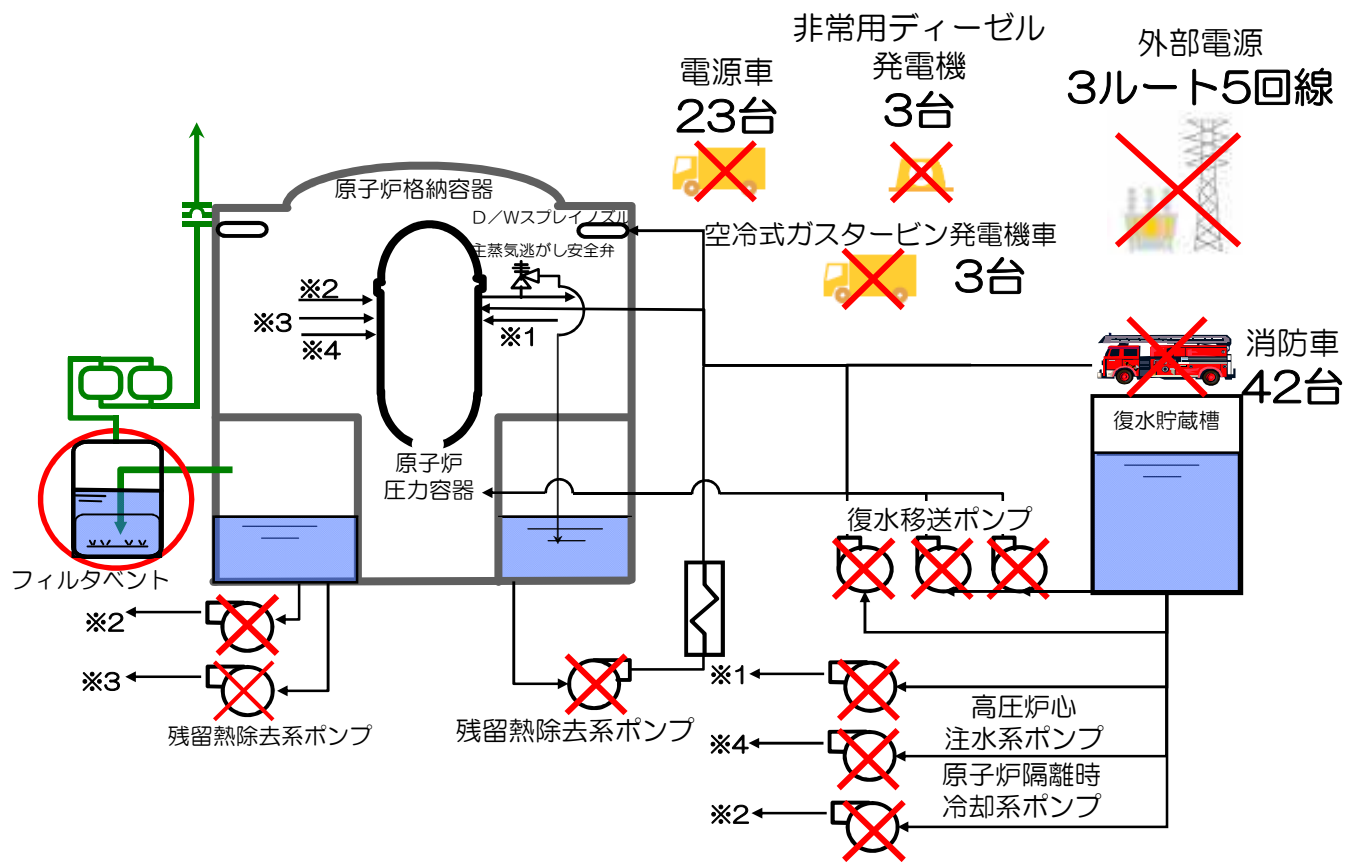 非常用ディーゼル
発電機
3台
外部電源
3ルート5回線
電源車
23台
原子炉格納容器
D/Wスプレイノズル
主蒸気逃がし安全弁
空冷式ガスタービン発電機車
3台
※2
※3
※4
※1
消防車
42台
復水貯蔵槽
原子炉
圧力容器
復水移送ポンプ
フィルタベント
※2
※3
残留熱除去系ポンプ
残留熱除去系ポンプ
※1
高圧炉心
注水系ポンプ
※4
原子炉隔離時
冷却系ポンプ
※2